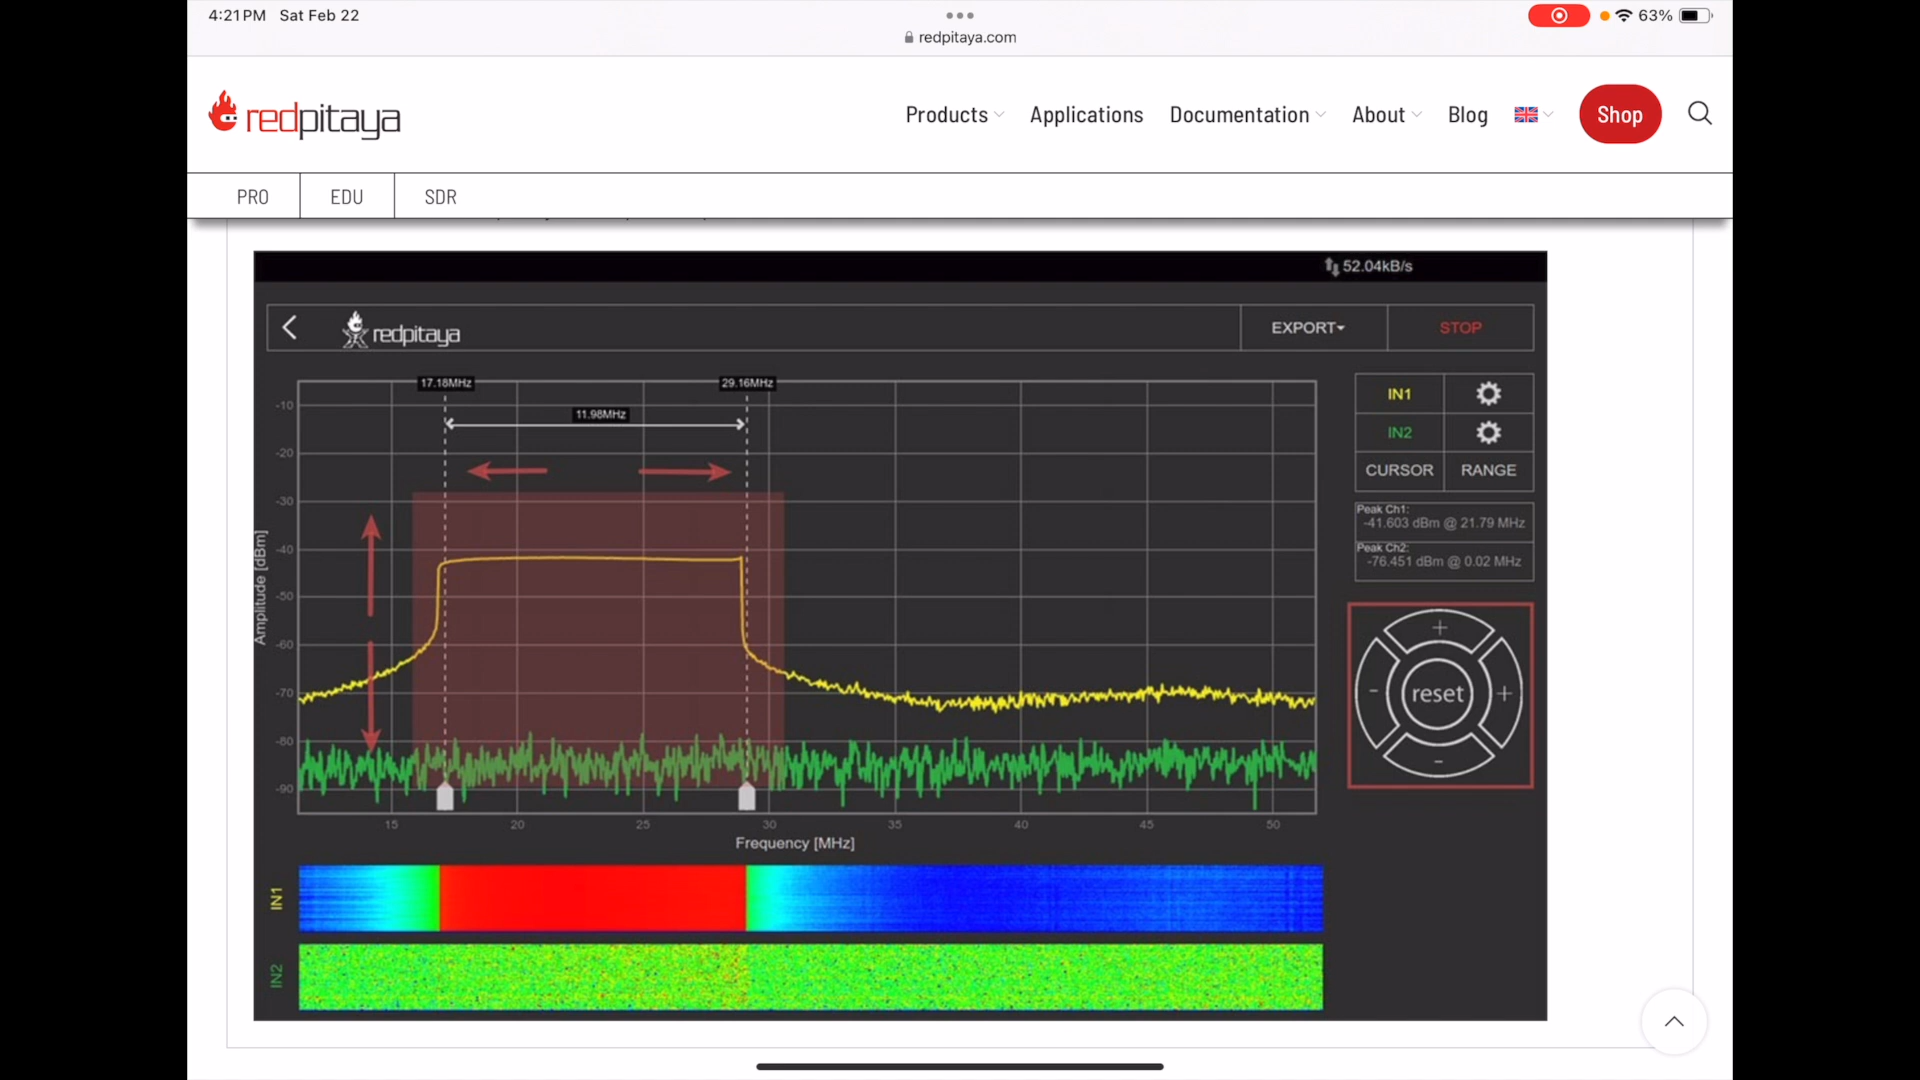 4:21 PM Sat Feb 22
63%
redpitaya.com
redpitaya
Products
Applications
Documentation
About
Blog
Shop
PRO
EDU
SDR
52.04kB/s
redpitaya
EXPORT
STOP
17.18MHz
29.16MHz
11.98MHz
IN1
IN2
CURSOR
RANGE
Peak Ch1:
-41.603 dBm @ 21.79 MHz
Peak Ch2:
-76.451 dBm @ 0.02 MHz
+
-
reset
+
-
Amplitude [dBm]
-10
-20
-30
-40
-50
-60
-70
-80
-90
15
20
25
30
35
40
45
50
Frequency [MHz]
IN1
IN2